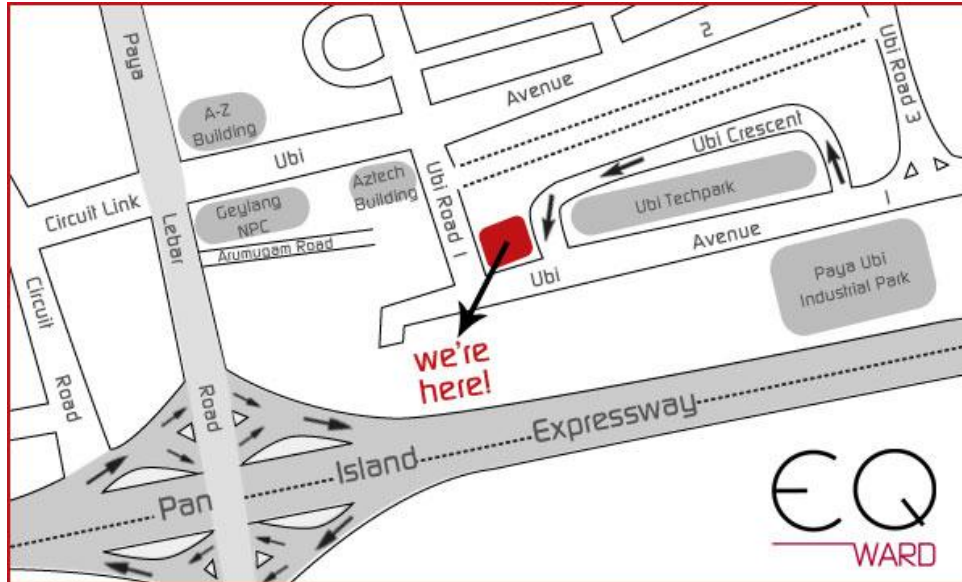 Paya
Lebar
Road
A-Z
Building
Ubi
Avenue
2
Ubi Road 3
Ubi Crescent
Ubi Techpark
Aztech
Building
Ubi Road 1
Circuit Link
Geylang
NPC
Arumugam Road
Ubi
Avenue
1
Paya Ubi
Industrial Park
Circuit
Road
we're
here!
Pan
Island
Expressway
EQ
WARD